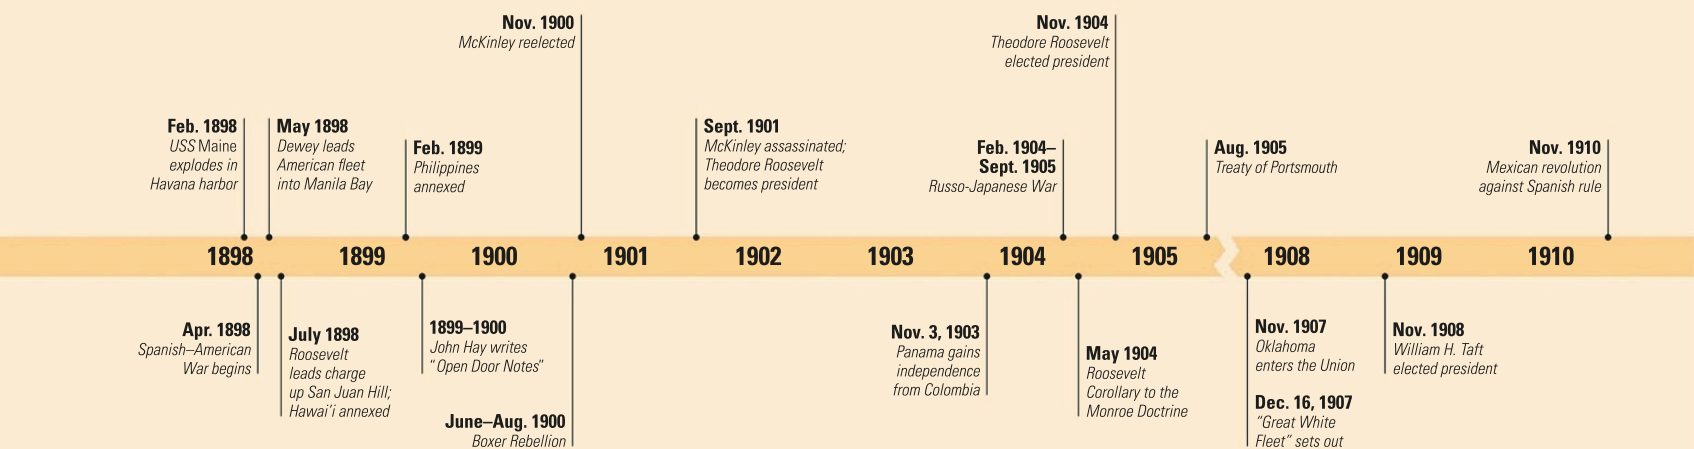 Nov. 1900
McKinley reelected
Nov. 1904
Theodore Roosevelt
elected president
Feb. 1898
USS Maine
explodes in
Havana harbor
May 1898
Dewey leads
American fleet
into Manila Bay
Feb. 1899
Philippines
annexed
Sept. 1901
McKinley assassinated;
Theodore Roosevelt
becomes president
Feb. 1904–
Sept. 1905
Russo-Japanese War
Aug. 1905
Treaty of Portsmouth
Nov. 1910
Mexican revolution
against Spanish rule
1898 1899 1900 1901 1902 1903 1904 1905 1908 1909 1910
Apr. 1898
Spanish–American
War begins
July 1898
Roosevelt
leads charge
up San Juan Hill;
Hawai'i annexed
1899–1900
John Hay writes
"Open Door Notes"
June–Aug. 1900
Boxer Rebellion
Nov. 3, 1903
Panama gains
independence
from Colombia
May 1904
Roosevelt
Corollary to the
Monroe Doctrine
Nov. 1907
Oklahoma
enters the Union
Dec. 16, 1907
"Great White
Fleet" sets out
Nov. 1908
William H. Taft
elected president